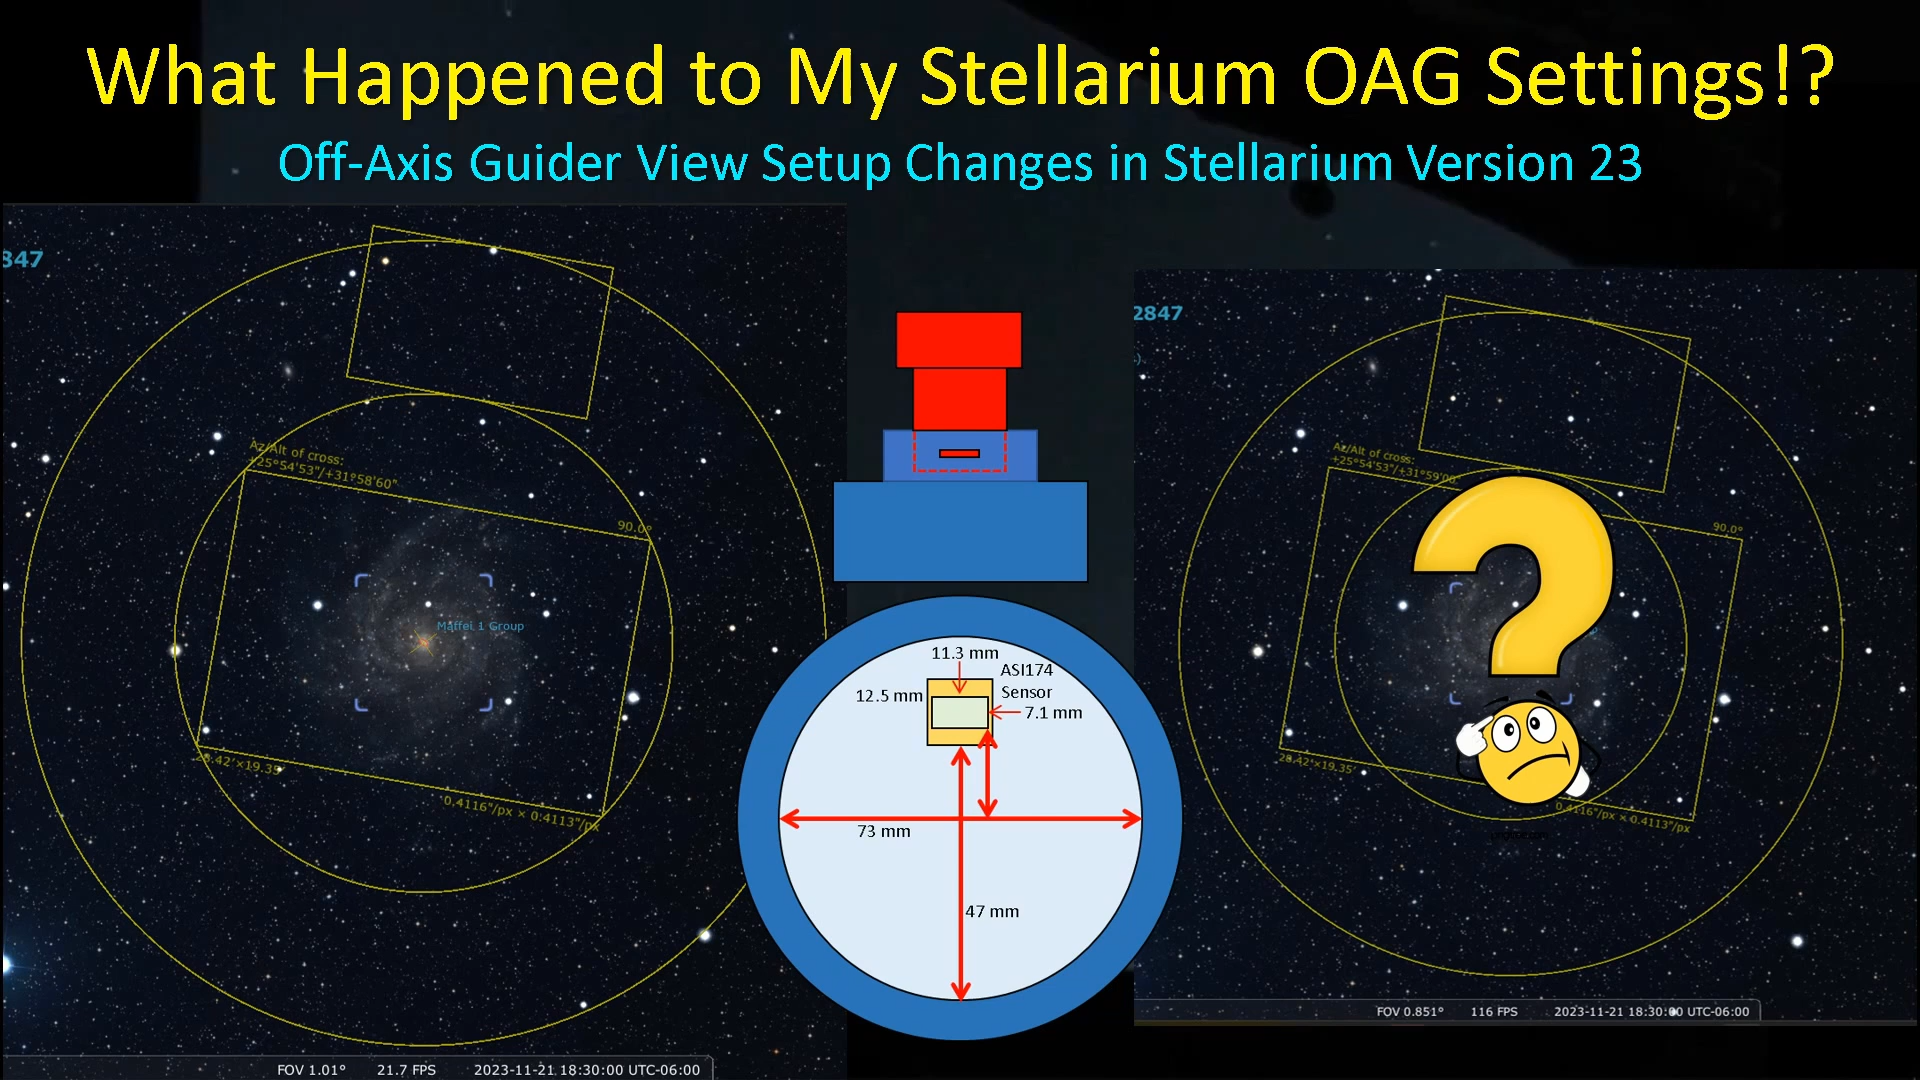 What Happened to My Stellarium OAG Settings!?
Off-Axis Guider View Setup Changes in Stellarium Version 23
847
Az/Alt of cross:
+25°54'53"/+31°58'60"
90.0°
Maffei 1 Group
28.42'×19.35'
0.4116"/px × 0.4113"/px
FOV 1.01°
21.7 FPS
2023-11-21 18:30:00 UTC-06:00
11.3 mm
ASI174
Sensor
12.5 mm
7.1 mm
73 mm
47 mm
2847
Az/Alt of cross:
+25°54'53"/+31°59'00"
90.0°
28.42'×19.35'
0.4116"/px × 0.4113"/px
FOV 0.851°
116 FPS
2023-11-21 18:30:00 UTC-06:00